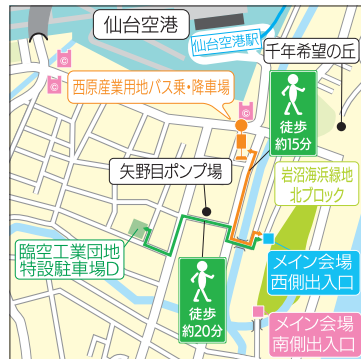 仙台空港
仙台空港駅
千年希望の丘
西原産業用地バス乗・降車場
徒歩
約15分
矢野目ポンプ場
岩沼海浜緑地
北ブロック
臨空工業団地
特設駐車場D
メイン会場
西側出入口
徒歩
約20分
メイン会場
南側出入口